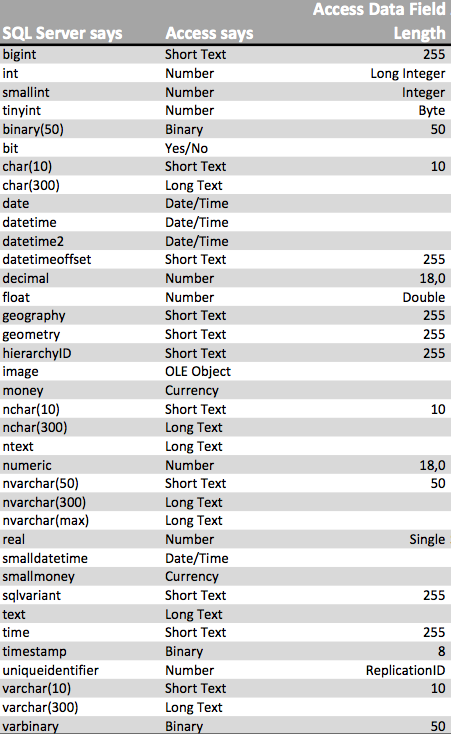 Access Data Field
SQL Server says Access says Length
bigint Short Text 255
int Number Long Integer
smallint Number Integer
tinyint Number Byte
binary(50) Binary 50
bit Yes/No
char(10) Short Text 10
char(300) Long Text
date Date/Time
datetime Date/Time
datetime2 Date/Time
datetimeoffset Short Text 255
decimal Number 18,0
float Number Double
geography Short Text 255
geometry Short Text 255
hierarchyID Short Text 255
image OLE Object
money Currency
nchar(10) Short Text 10
nchar(300) Long Text
ntext Long Text
numeric Number 18,0
nvarchar(50) Short Text 50
nvarchar(300) Long Text
nvarchar(max) Long Text
real Number Single
smalldatetime Date/Time
smallmoney Currency
sqlvariant Short Text 255
text Long Text
time Short Text 255
timestamp Binary 8
uniqueidentifier Number ReplicationID
varchar(10) Short Text 10
varchar(300) Long Text
varbinary Binary 50